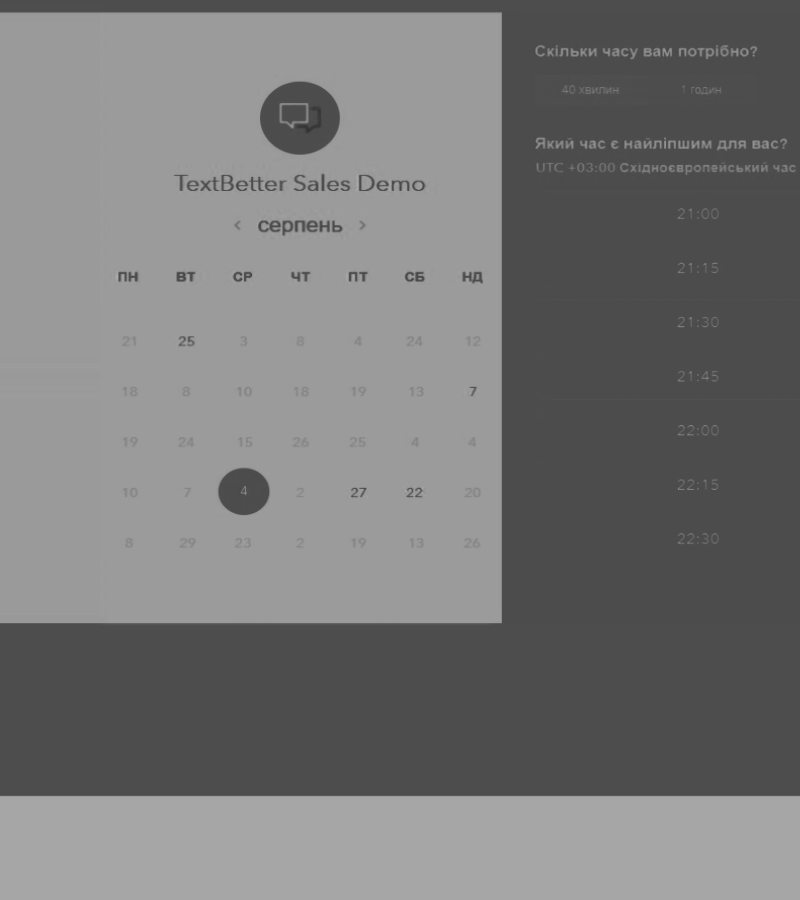 TextBetter Sales Demo
‹ серпень ›
ПН ВТ СР ЧТ ПТ СБ НД
21 25 3 8 4 24 12
18 8 10 18 19 13 7
19 24 15 26 25 4 4
10 7 4 2 27 22 20
8 29 23 2 19 13 26
Скільки часу вам потрібно?
40 хвилин 1 годин
Який час є найліпшим для вас?
UTC +03:00 Східноєвропейський час
21:00
21:15
21:30
21:45
22:00
22:15
22:30